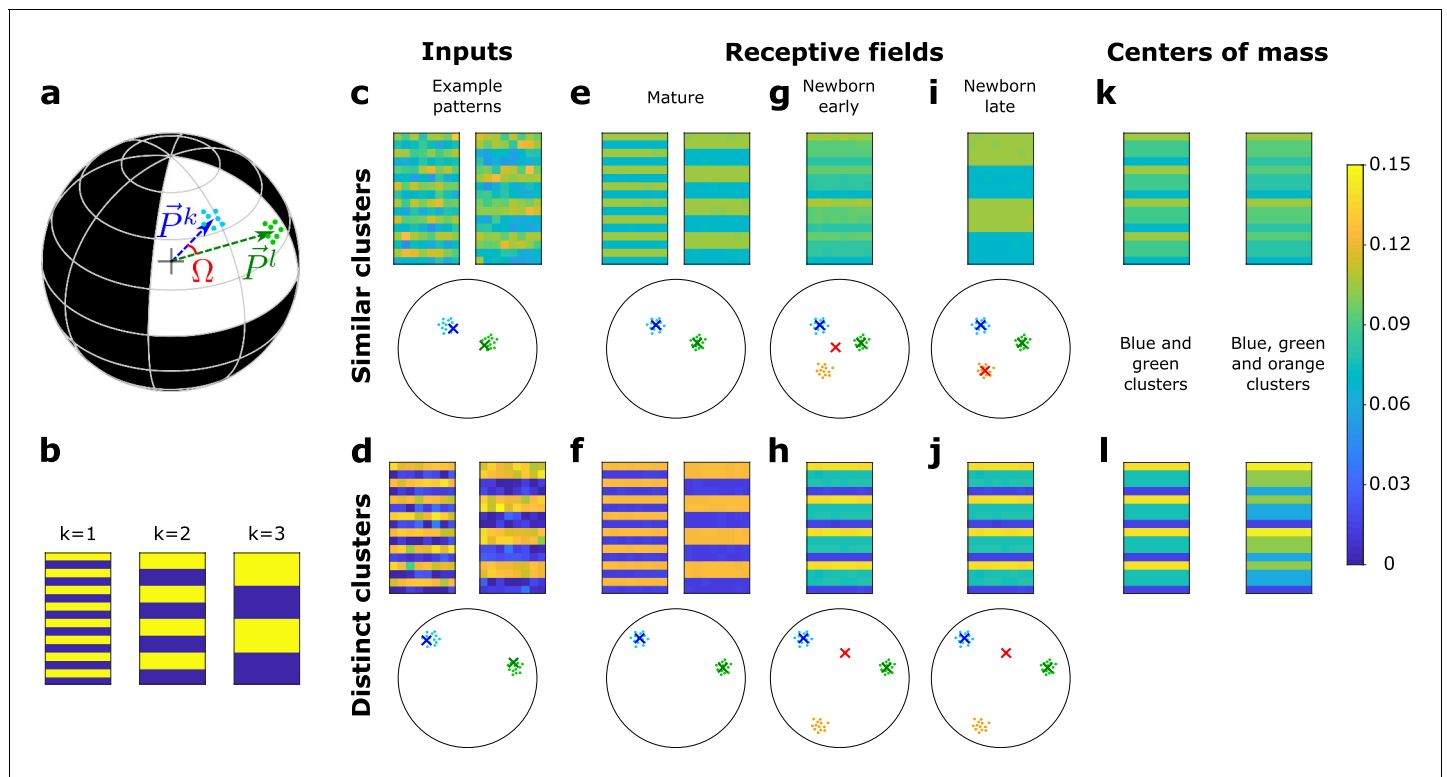 Inputs
Receptive fields
Centers of mass
a
c
Example
patterns
e
Mature
g
Newborn
early
i
Newborn
late
k
0.15
0.12
0.09
0.06
0.03
0
P⃗^k
P⃗^l
Ω
Similar clusters
Blue and
green
clusters
Blue, green
and orange
clusters
b
k=1
k=2
k=3
d
f
h
j
l
Distinct clusters